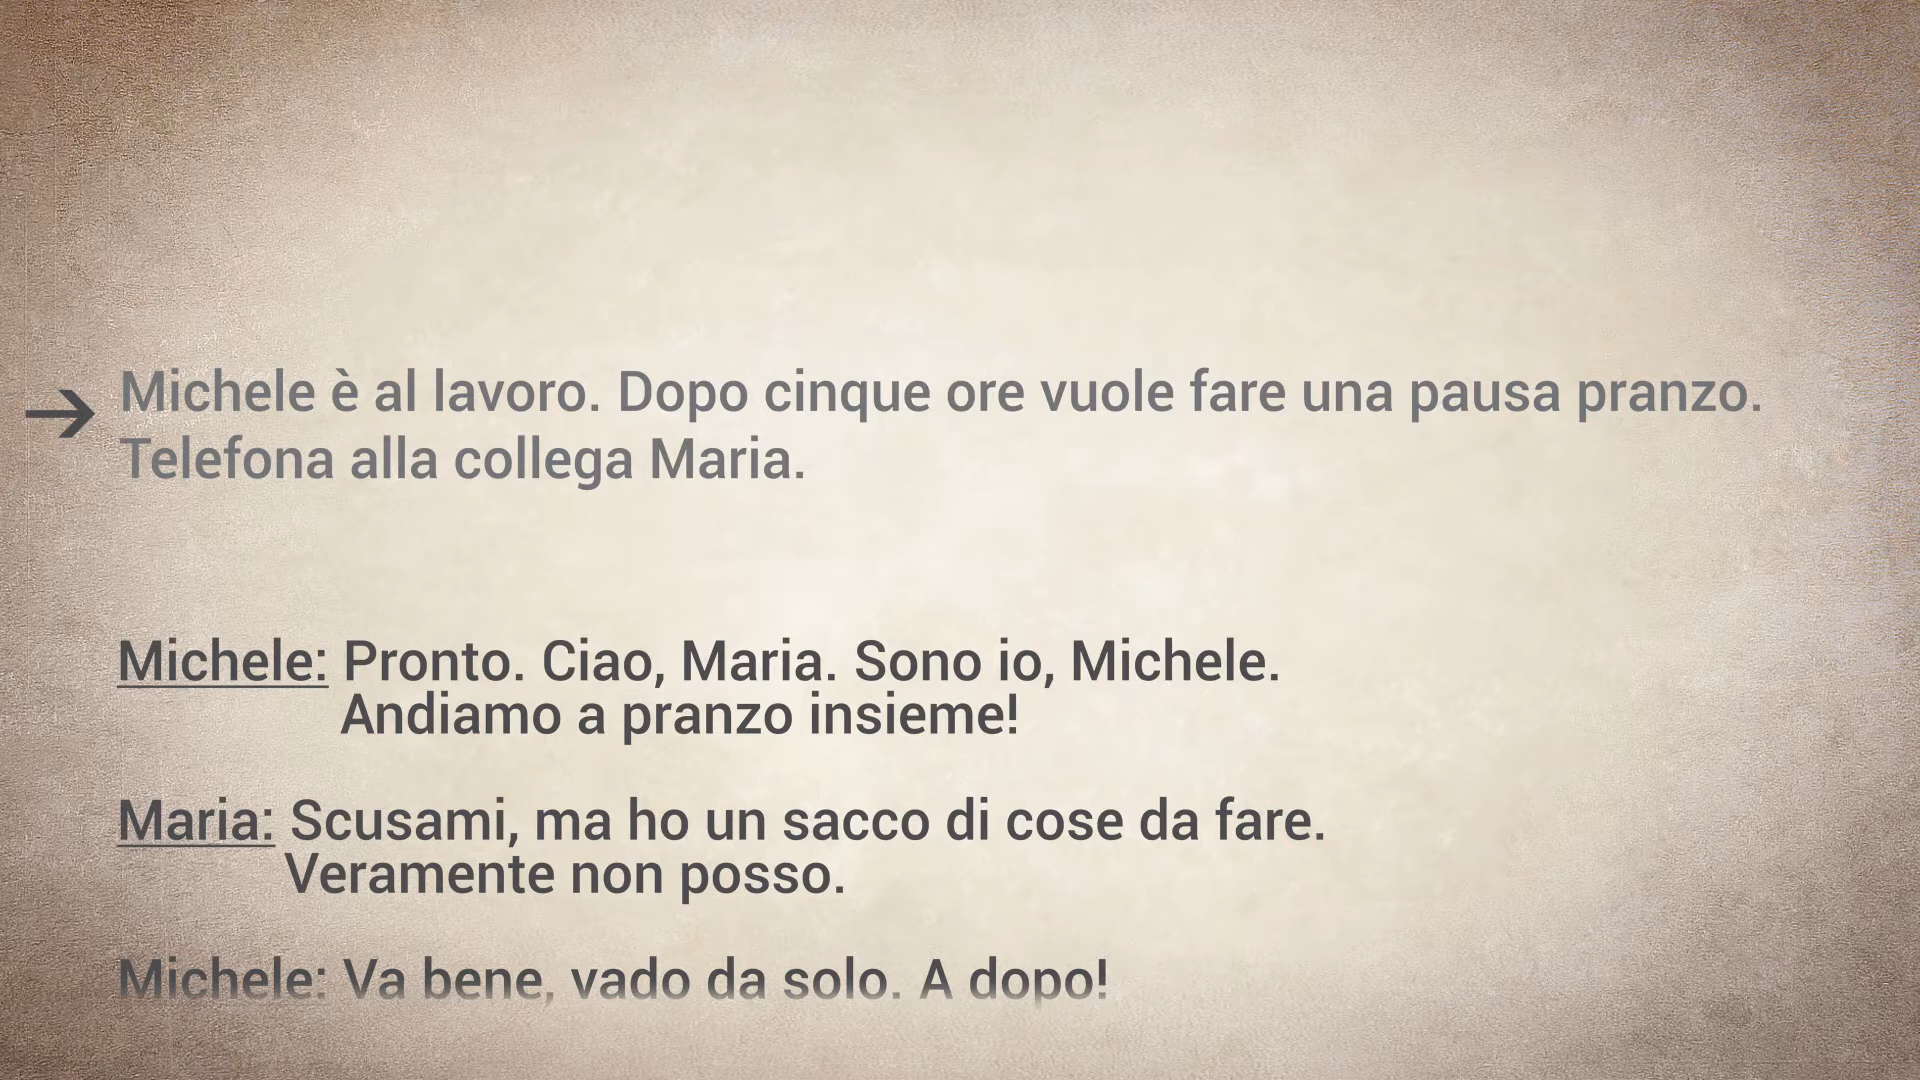 → Michele è al lavoro. Dopo cinque ore vuole fare una pausa pranzo.
Telefona alla collega Maria.
Michele: Pronto. Ciao, Maria. Sono io, Michele.
Andiamo a pranzo insieme!
Maria: Scusami, ma ho un sacco di cose da fare.
Veramente non posso.
Michele: Va bene, vado da solo. A dopo!